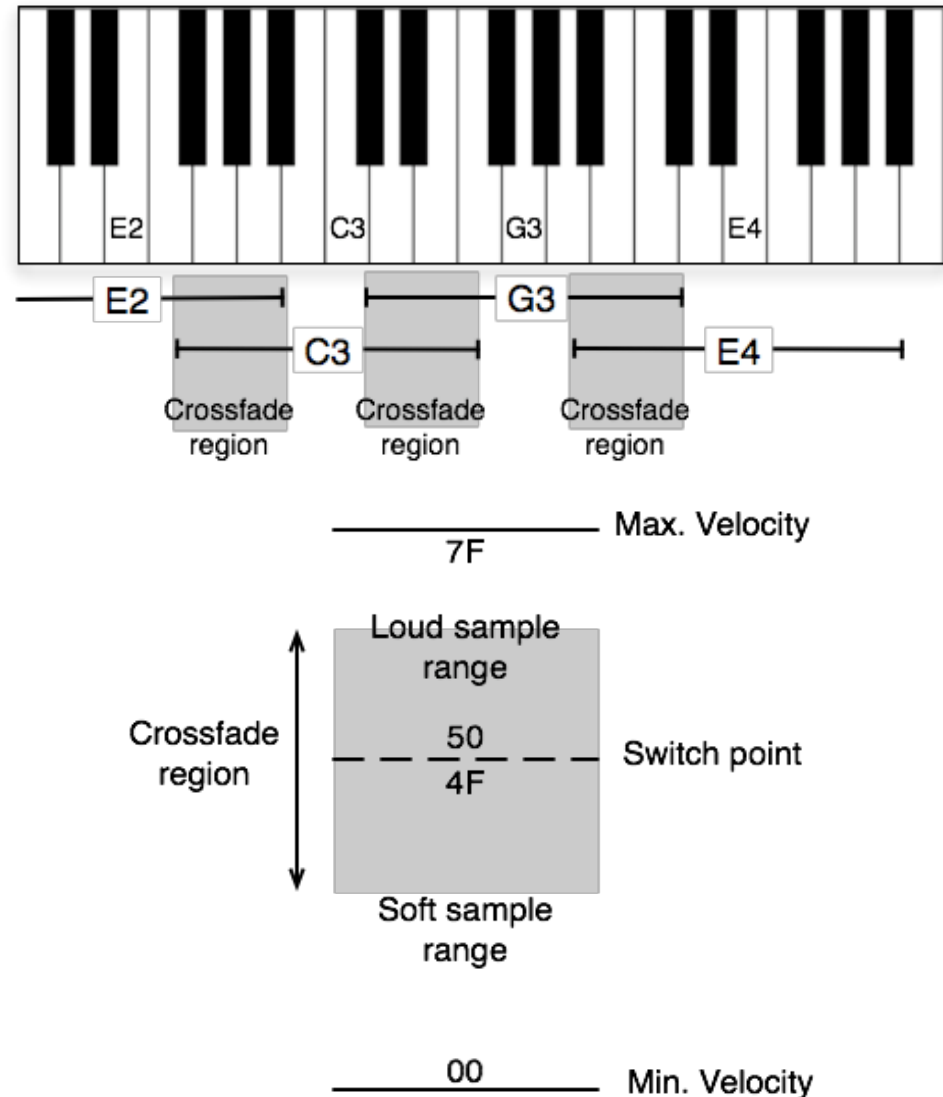 E2 C3 G3 E4
E2 G3
C3 E4
Crossfade Crossfade Crossfade
region region region
Max. Velocity
7F
Loud sample
range
Crossfade
region
50
4F
Switch point
Soft sample
range
00
Min. Velocity